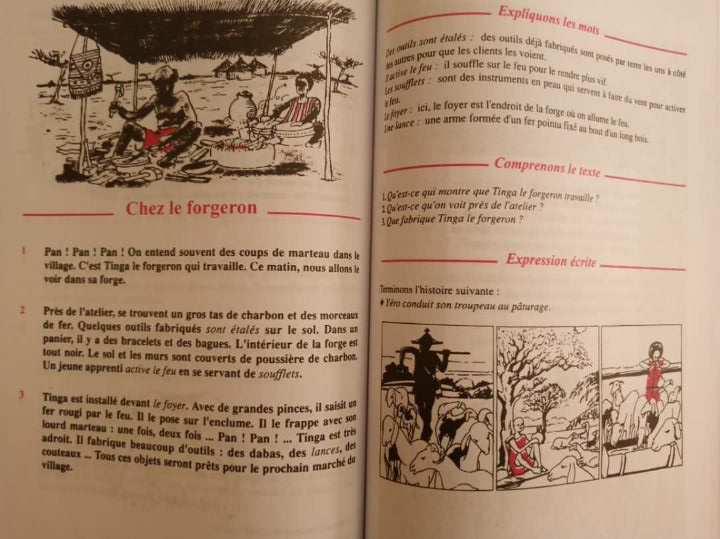 Chez le forgeron
1 Pan ! Pan ! Pan ! On entend souvent des coups de marteau dans le
village. C'est Tinga le forgeron qui travaille. Ce matin, nous allons le
voir dans sa forge.
2 Près de l'atelier, se trouvent un gros tas de charbon et des morceaux
de fer. Quelques outils fabriqués sont étalés sur le sol. Dans un
panier, il y a des bracelets et des bagues. L'intérieur de la forge est
tout noir. Le sol et les murs sont couverts de poussière de charbon.
Un jeune apprenti active le feu en se servant de soufflets.
3 Tinga est installé devant le foyer. Avec de grandes pinces, il saisit un
fer rougi par le feu. Il le pose sur l'enclume. Il le frappe avec son
lourd marteau : une fois, deux fois ... Pan ! Pan ! ... Tinga est très
adroit. Il fabrique beaucoup d'outils : des dabas, des lances, des
couteaux ... Tous ces objets seront prêts pour le prochain marché du
village.
Expliquons les mots
Des outils sont étalés : des outils déjà fabriqués sont posés par terre les uns à côté
des autres pour que les clients les voient.
Il active le feu : il souffle sur le feu pour le rendre plus vif.
Les soufflets : sont des instruments en peau qui servent à faire du vent pour activer
le feu.
Le foyer : ici, le foyer est l'endroit de la forge où on allume le feu.
Une lance : une arme formée d'un fer pointu fixé au bout d'un long bois.
Comprenons le texte
1. Qu'est-ce qui montre que Tinga le forgeron travaille ?
2. Qu'est-ce qu'on voit près de l'atelier ?
3. Que fabrique Tinga le forgeron ?
Expression écrite
Terminons l'histoire suivante :
♦ Yéro conduit son troupeau au pâturage.